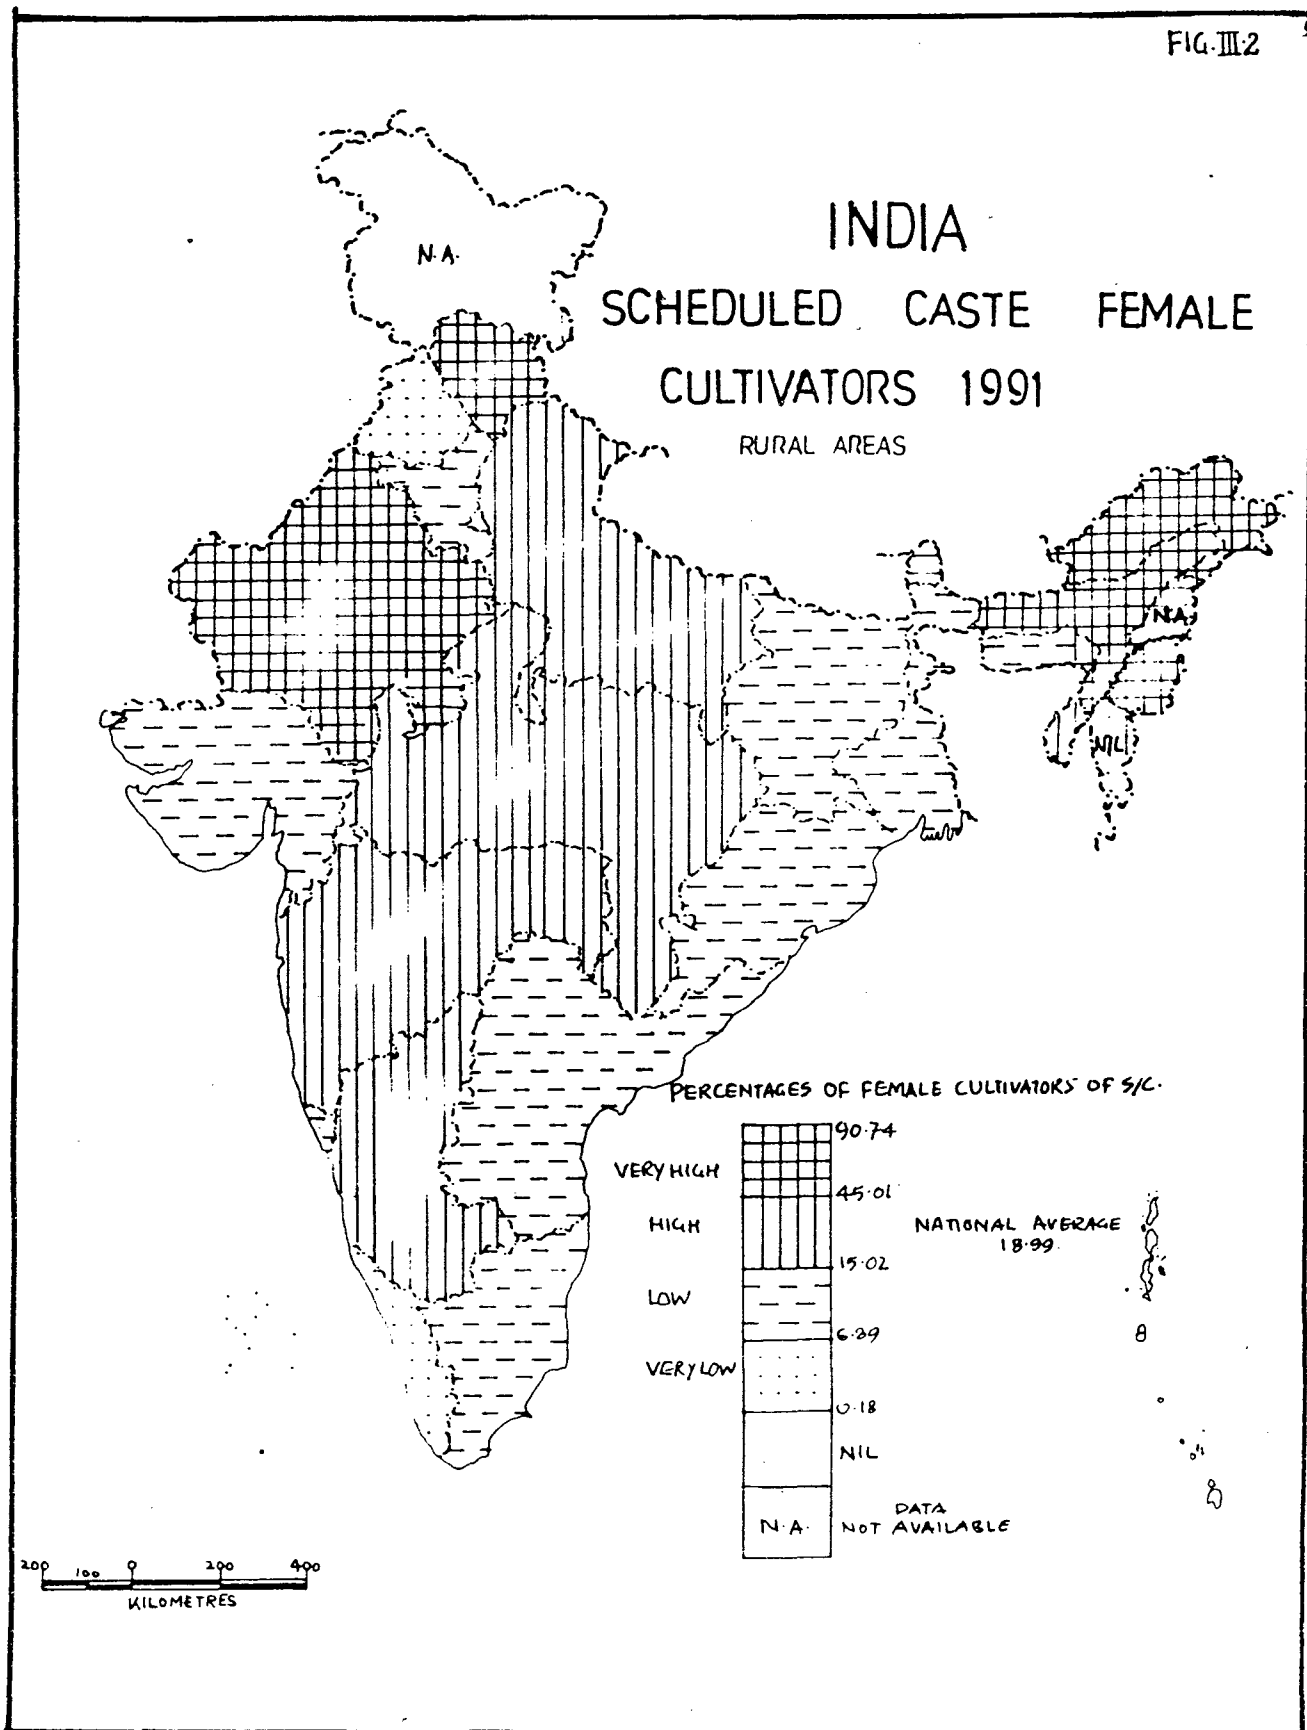 FIG.III.2
INDIA
SCHEDULED CASTE FEMALE
CULTIVATORS 1991
RURAL AREAS
N.A.
N.A.
NIL
PERCENTAGES OF FEMALE CULTIVATORS OF S/C.
90.74
VERY HIGH
45.01
HIGH
NATIONAL AVERAGE
18.99
15.02
LOW
6.39
VERY LOW
0.18
NIL
N.A.
DATA
NOT AVAILABLE
200 100 0 200 400
KILOMETRES